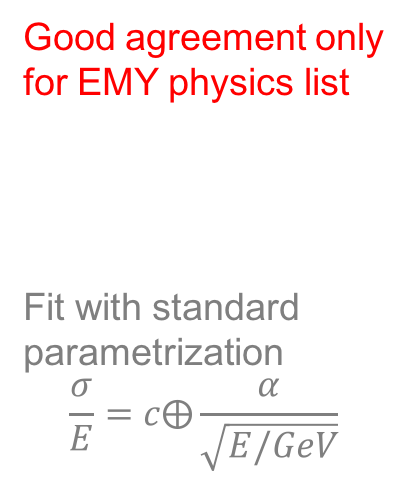 Good agreement only
for EMY physics list
Fit with standard
parametrization
σ/E = c⊕ α/√(E/GeV)